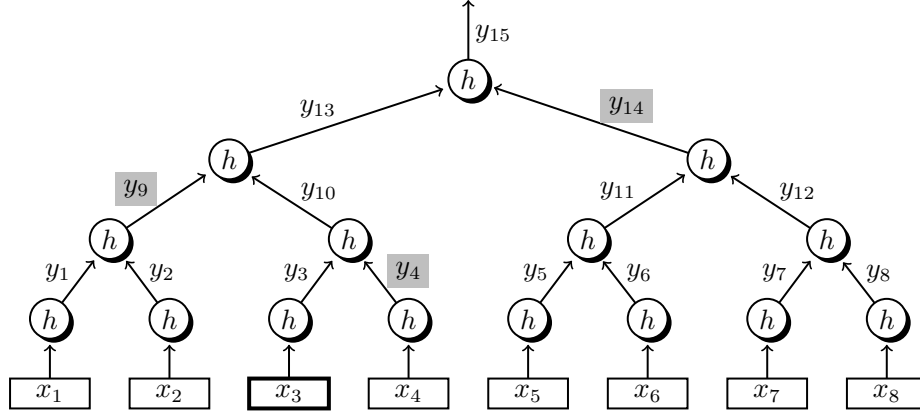 y₁₅
h
y₁₃ y₁₄
h h
y₉ y₁₀ y₁₁ y₁₂
h h h h
y₁ y₂ y₃ y₄ y₅ y₆ y₇ y₈
h h h h h h h h
x₁ x₂ x₃ x₄ x₅ x₆ x₇ x₈